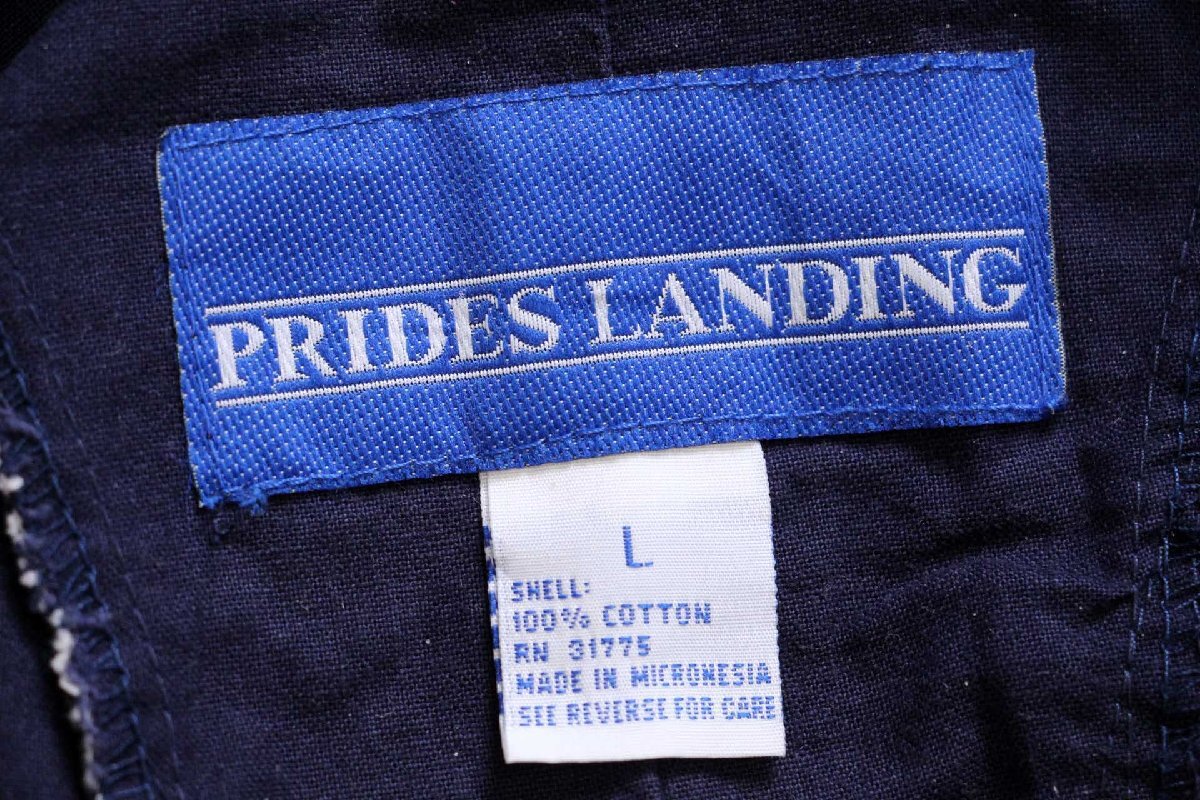 PRIDES LANDING
L
SHELL:
100% COTTON
RN 31775
MADE IN MICRONESIA
SEE REVERSE FOR CARE